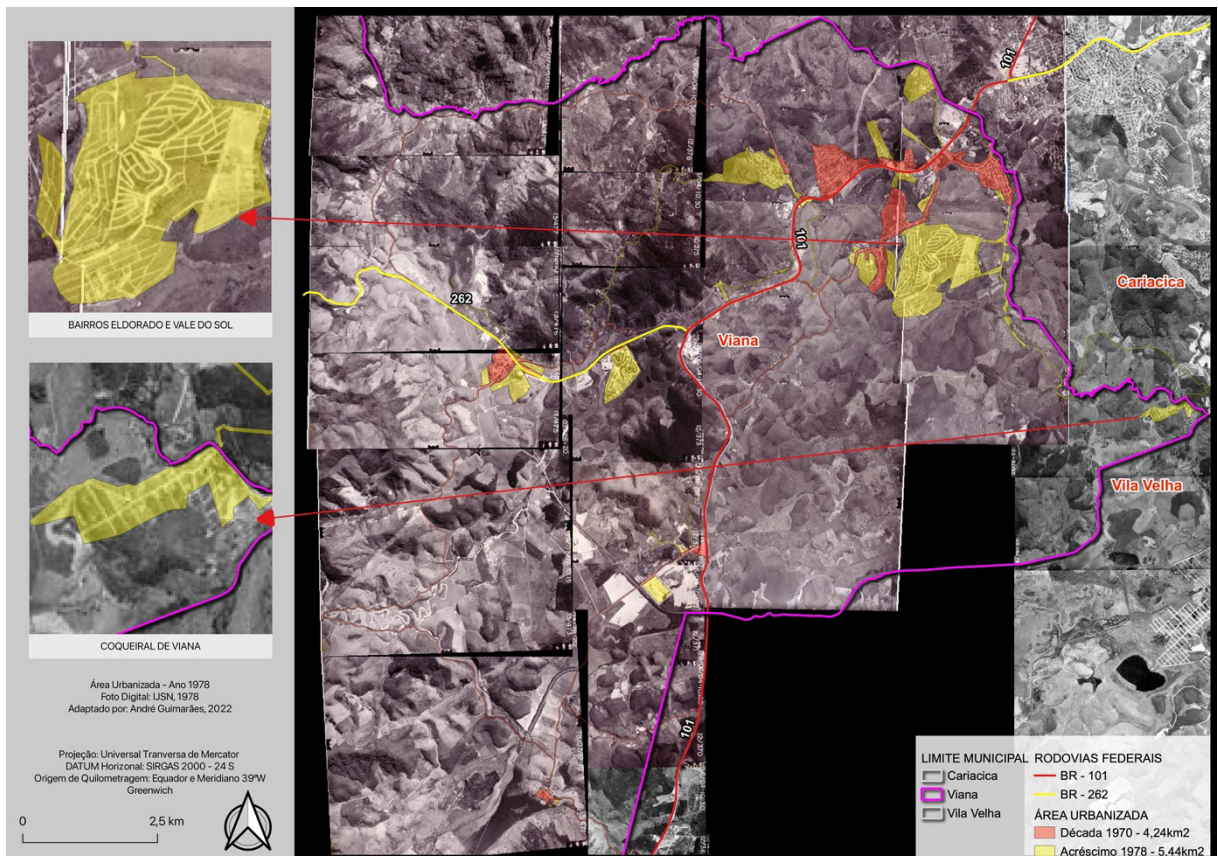 BAIRROS ELDORADO E VALE DO SOL
COQUEIRAL DE VIANA
Área Urbanizada - Ano 1978
Foto Digital: IJSN, 1978
Adaptado por: André Guimarães, 2022
Projeção: Universal Tranversa de Mercator
DATUM Horizonal: SIRGAS 2000 - 24 S
Origem de Quilometragem: Equador e Meridiano 39ºW
Greenwich
0 2,5 km
101
101
262
Viana
Cariacica
Vila Velha
101
LIMITE MUNICIPAL
Cariacica
Viana
Vila Velha
RODOVIAS FEDERAIS
BR - 101
BR - 262
ÁREA URBANIZADA
Década 1970 - 4,24km2
Acréscimo 1978 - 5,44km2